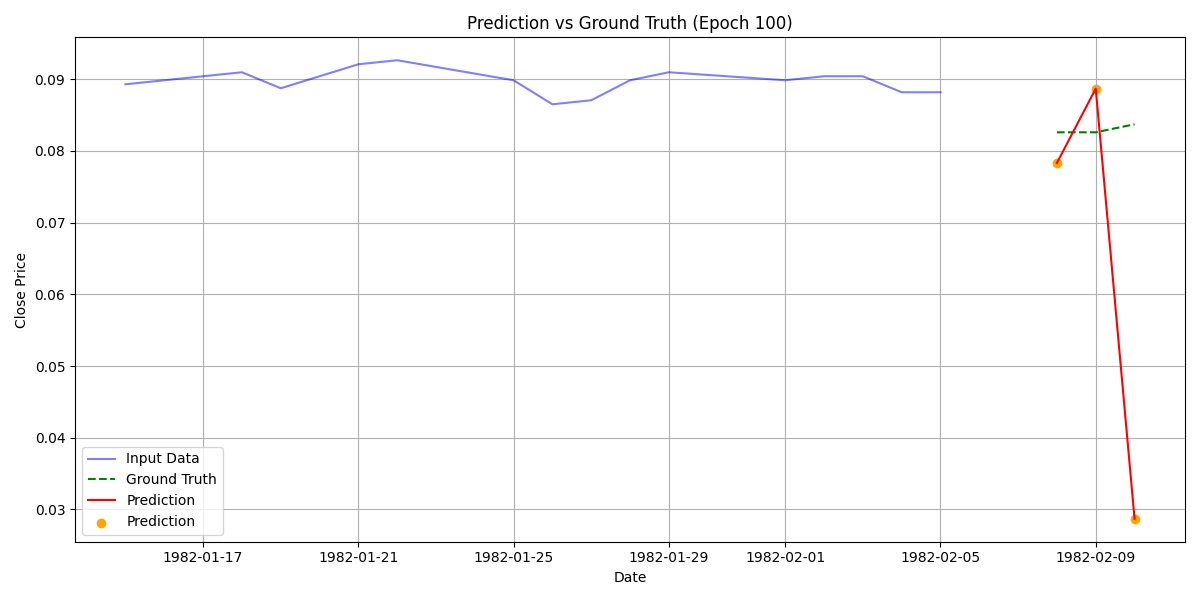 Prediction vs Ground Truth (Epoch 100)
Close Price
0.09
0.08
0.07
0.06
0.05
0.04
0.03
Input Data
Ground Truth
Prediction
Prediction
1982-01-17 1982-01-21 1982-01-25 1982-01-29 1982-02-01 1982-02-05 1982-02-09
Date